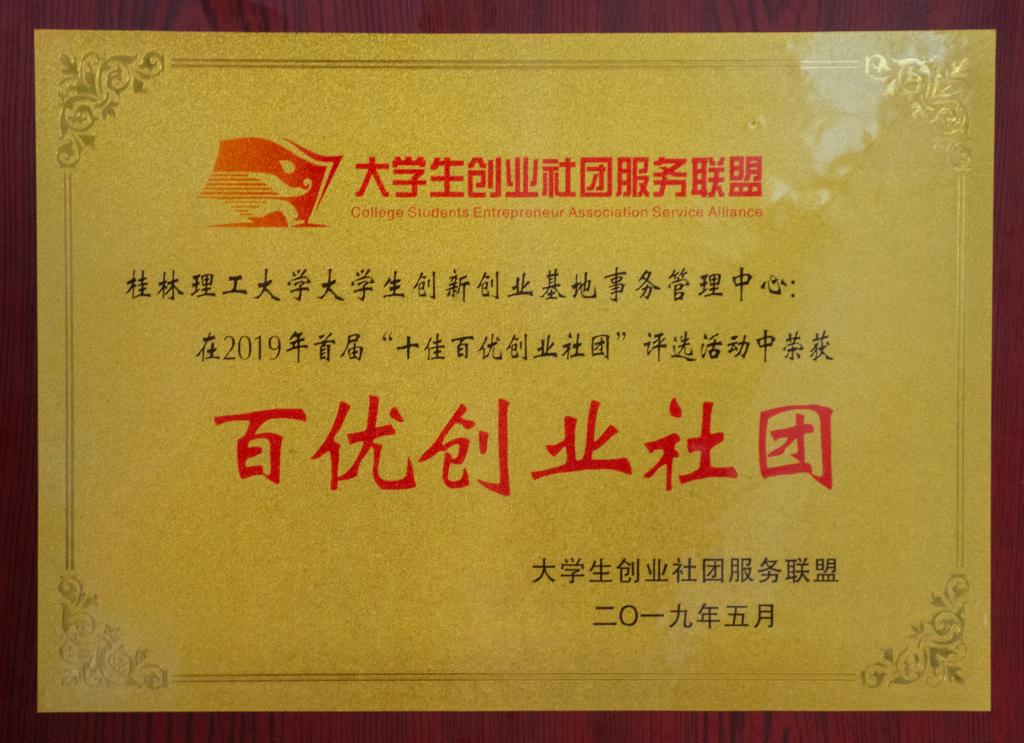 大学生创业社团服务联盟
College Students Entrepreneur Association Service Alliance
桂林理工大学大学生创新创业基地事务管理中心:
在2019年首届“十佳百优创业社团”评选活动中荣获
百优创业社团
大学生创业社团服务联盟
二〇一九年五月